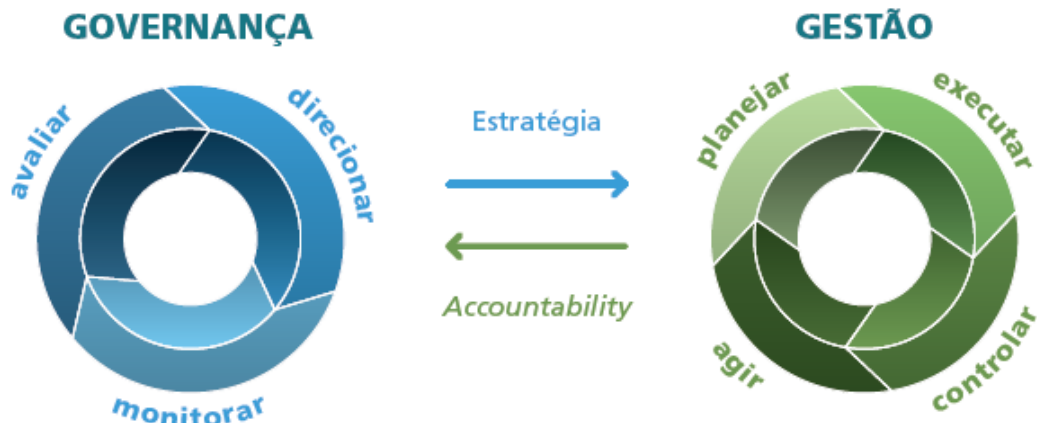 GOVERNANÇA
avaliar
direcionar
monitorar
Estratégia
Accountability
GESTÃO
planejar
executar
controlar
agir